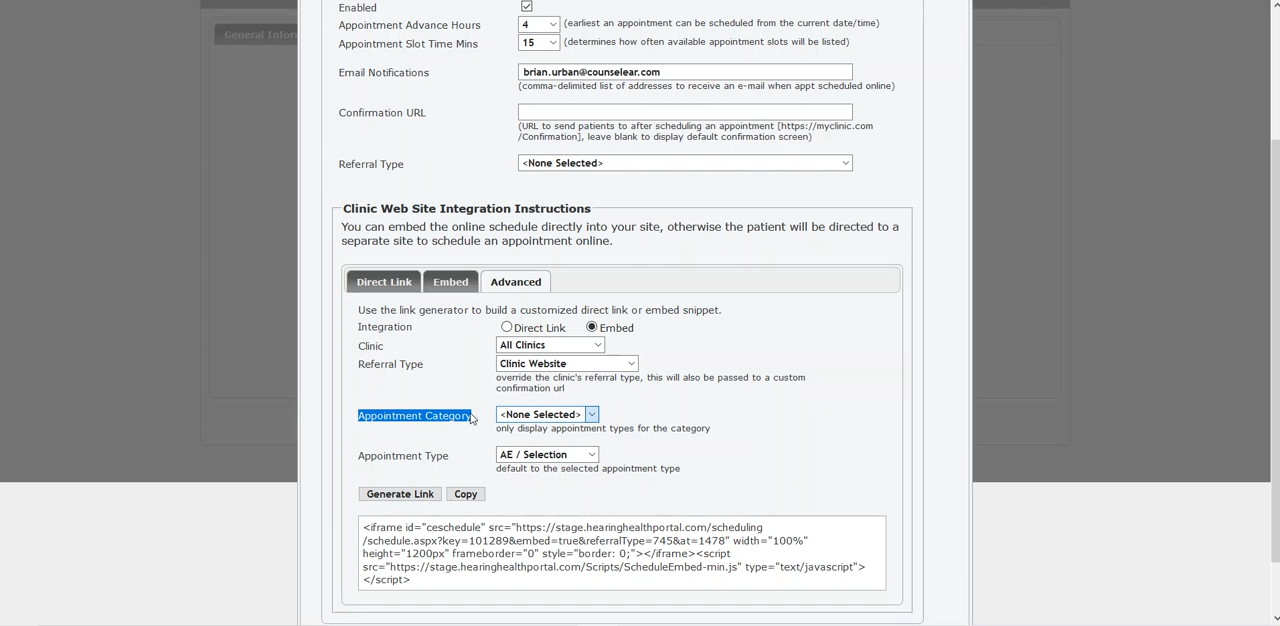 General Infor
Enabled
Appointment Advance Hours 4 (earliest an appointment can be scheduled from the current date/time)
Appointment Slot Time Mins 15 (determines how often available appointment slots will be listed)
Email Notifications brian.urban@counselear.com
(comma-delimited list of addresses to receive an e-mail when appt scheduled online)
Confirmation URL
(URL to send patients to after scheduling an appointment [https://myclinic.com
/Confirmation], leave blank to display default confirmation screen)
Referral Type <None Selected>
Clinic Web Site Integration Instructions
You can embed the online schedule directly into your site, otherwise the patient will be directed to a
separate site to schedule an appointment online.
Direct Link Embed Advanced
Use the link generator to build a customized direct link or embed snippet.
Integration Direct Link Embed
Clinic All Clinics
Referral Type Clinic Website
override the clinic's referral type, this will also be passed to a custom
confirmation url
Appointment Category <None Selected>
only display appointment types for the category
Appointment Type AE / Selection
default to the selected appointment type
Generate Link Copy
<iframe id="ceschedule" src="https://stage.hearinghealthportal.com/scheduling
/schedule.aspx?key=101289&embed=true&referralType=745&at=1478" width="100%"
height="1200px" frameborder="0" style="border: 0;"></iframe><script
src="https://stage.hearinghealthportal.com/Scripts/ScheduleEmbed-min.js" type="text/javascript">
</script>